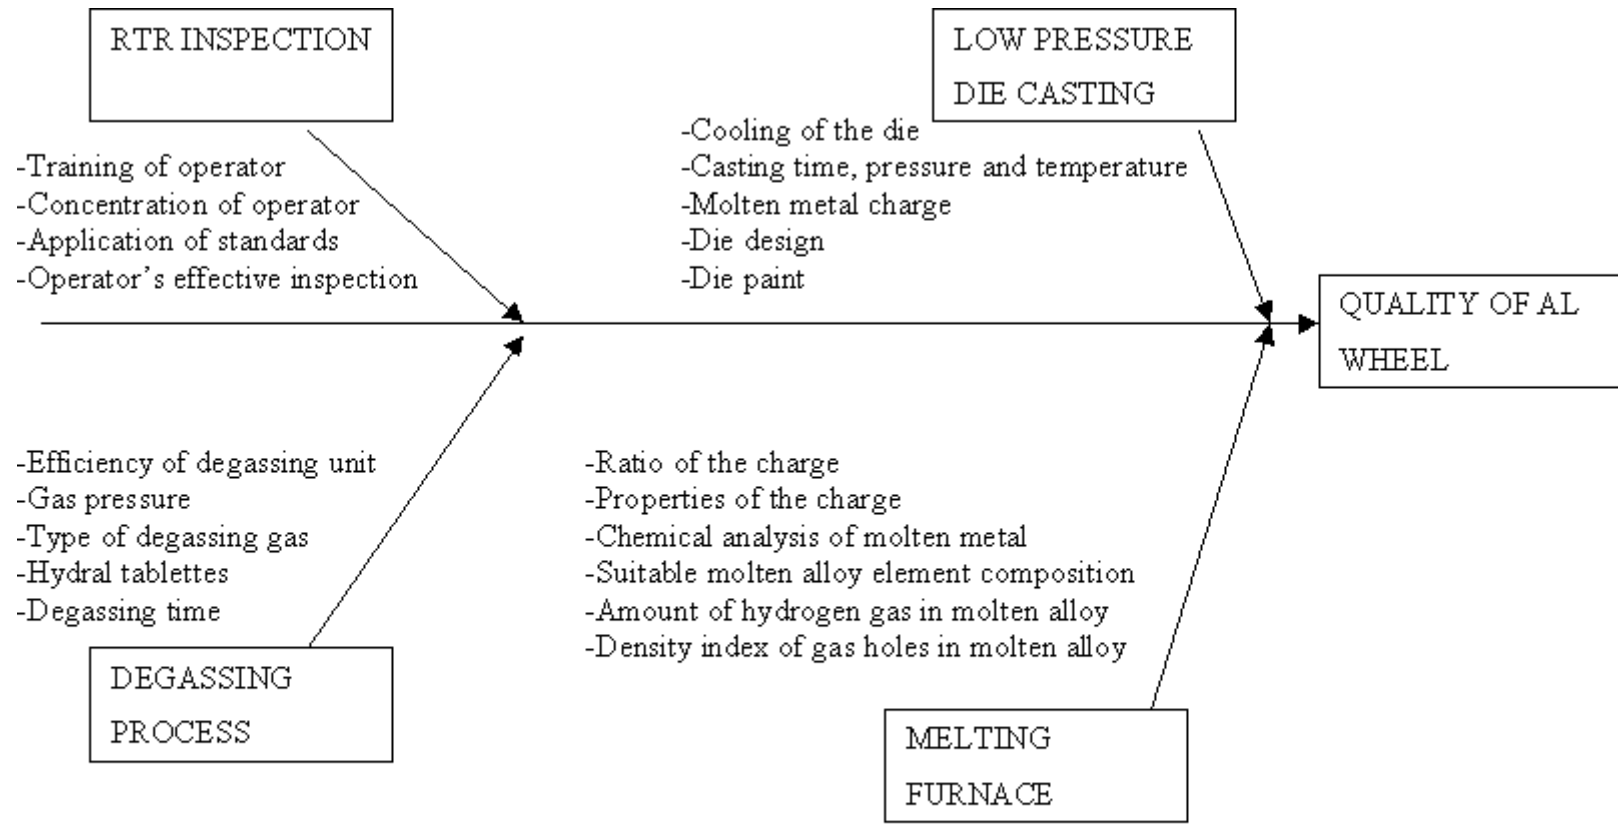 RTR INSPECTION
-Training of operator
-Concentration of operator
-Application of standards
-Operator's effective inspection
LOW PRESSURE
DIE CASTING
-Cooling of the die
-Casting time, pressure and temperature
-Molten metal charge
-Die design
-Die paint
QUALITY OF AL
WHEEL
-Efficiency of degassing unit
-Gas pressure
-Type of degassing gas
-Hydral tablettes
-Degassing time
DEGASSING
PROCESS
-Ratio of the charge
-Properties of the charge
-Chemical analysis of molten metal
-Suitable molten alloy element composition
-Amount of hydrogen gas in molten alloy
-Density index of gas holes in molten alloy
MELTING
FURNACE